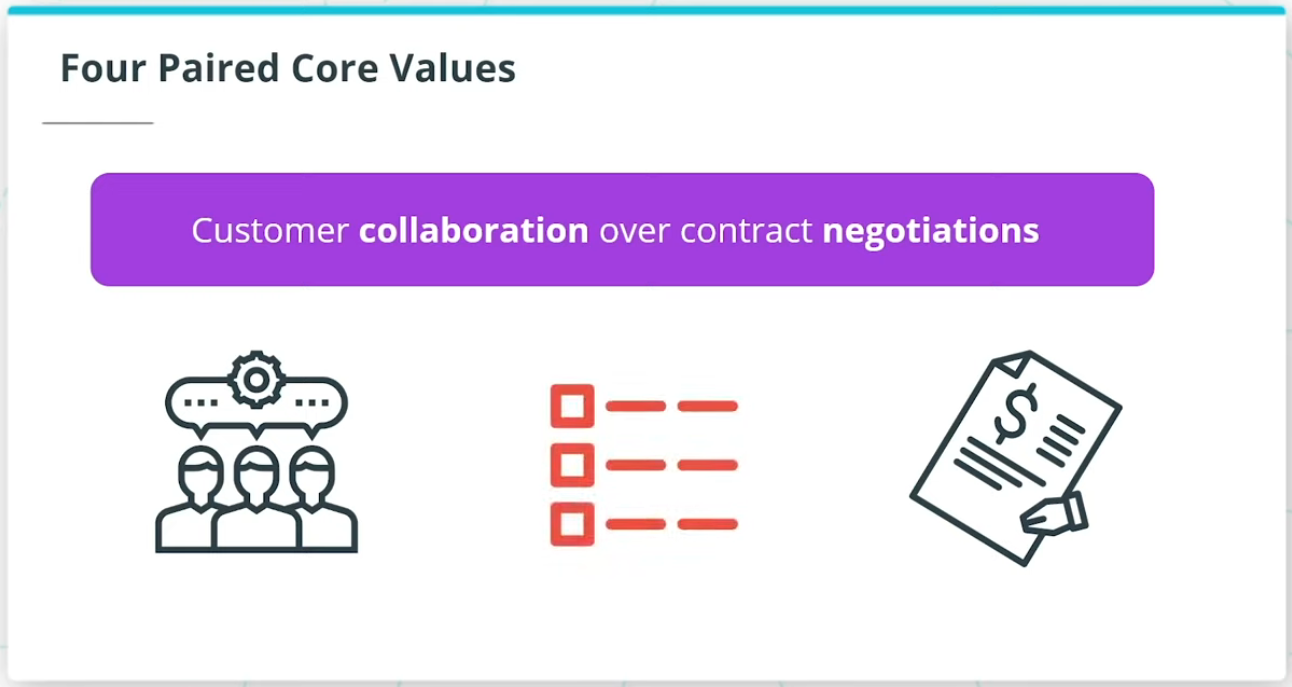 Four Paired Core Values
Customer collaboration over contract negotiations
$